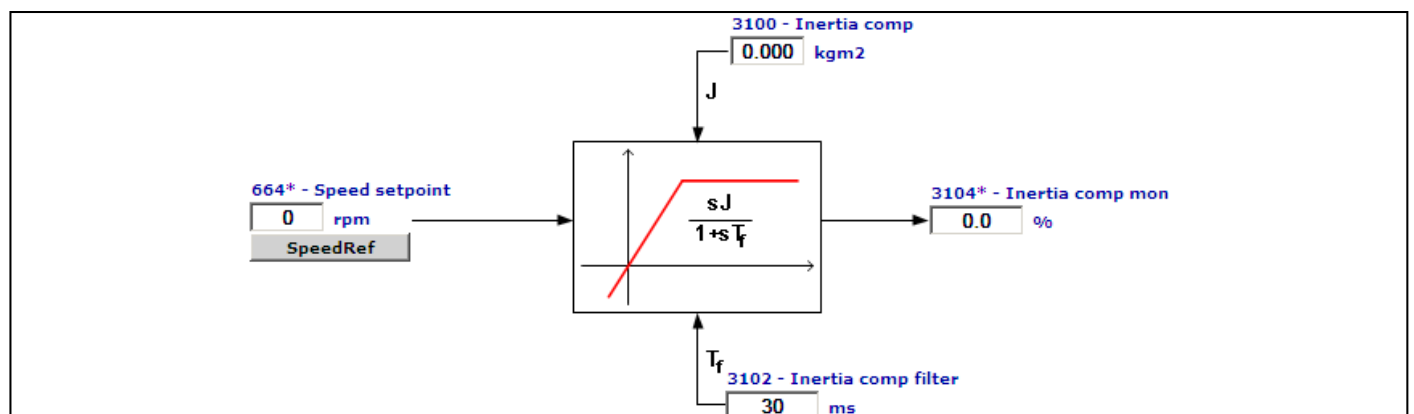 3100 - Inertia comp
0.000 kgm2
J
664* - Speed setpoint
0 rpm
SpeedRef
sJ
1+sTf
3104* - Inertia comp mon
0.0 %
Tf
3102 - Inertia comp filter
30 ms